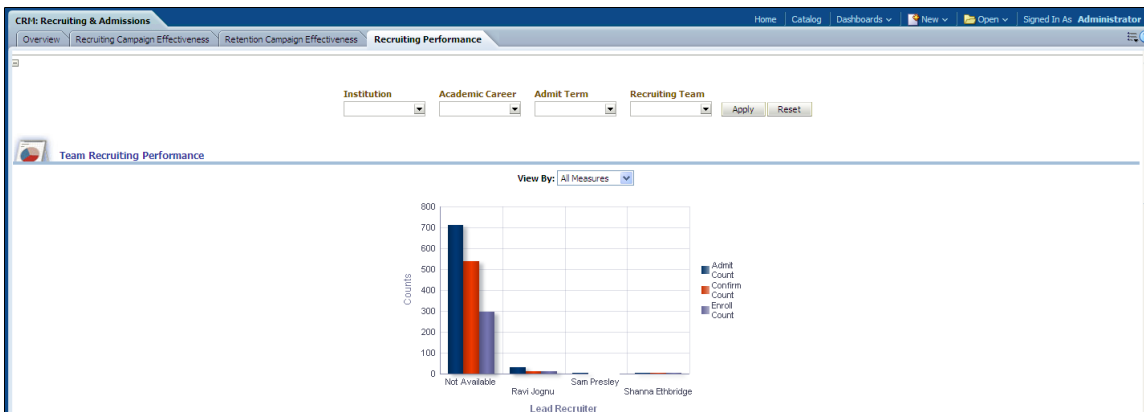 CRM: Recruiting & Admissions
Home Catalog Dashboards New Open Signed In As Administrator
Overview Recruiting Campaign Effectiveness Retention Campaign Effectiveness Recruiting Performance
Institution Academic Career Admit Term Recruiting Team
Apply Reset
Team Recruiting Performance
View By: All Measures
800
700
600
500
400
300
200
100
0
Counts
Admit
Count
Confirm
Count
Enroll
Count
Not Available Sam Presley
Ravi Jognu Shanna Ethbridge
Lead Recruiter